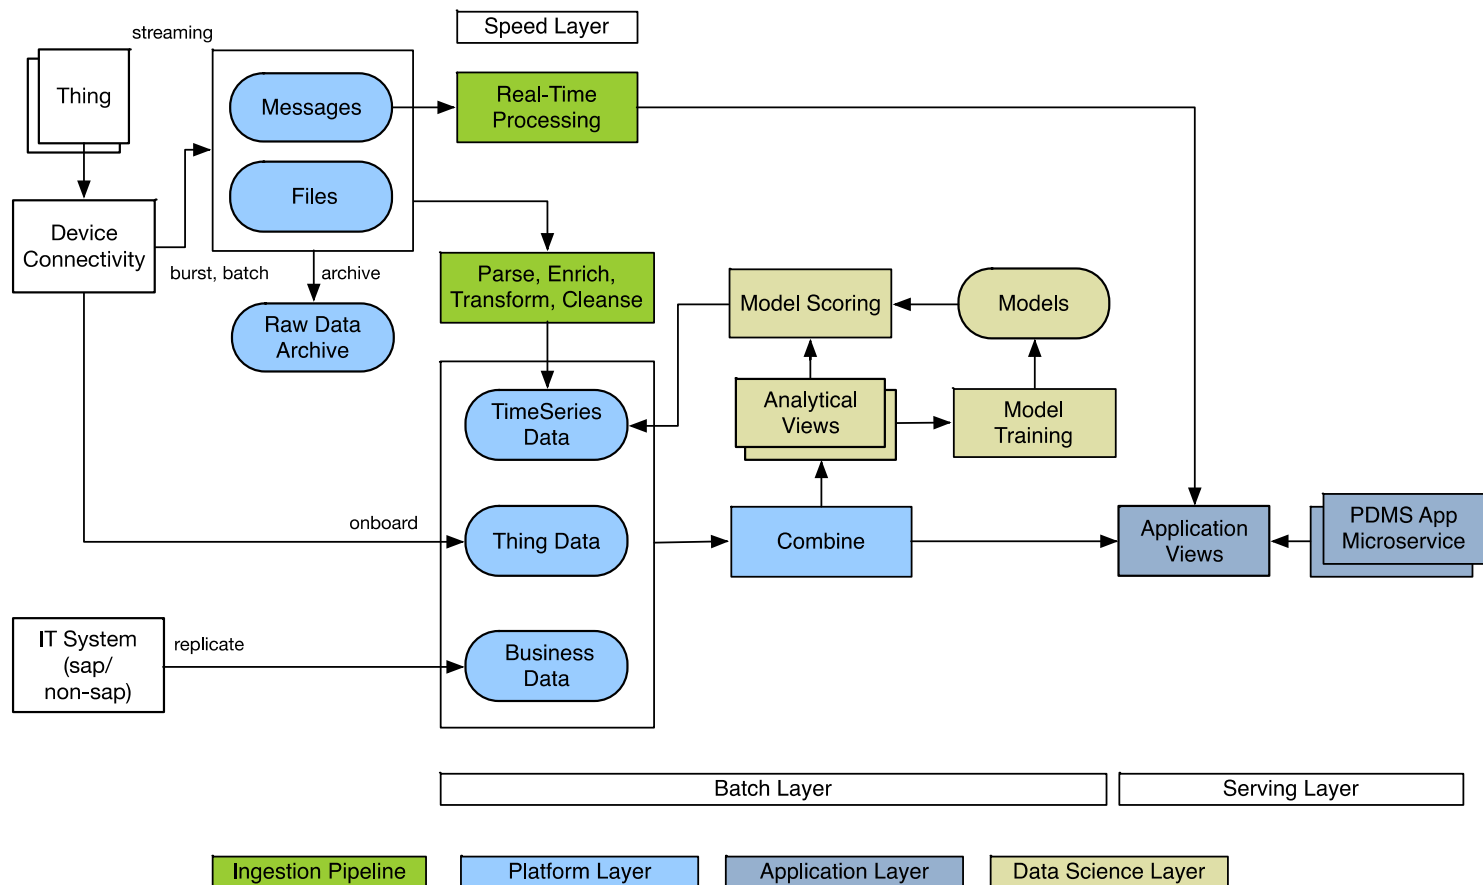 streaming
Speed Layer
Thing
Messages
Real-Time
Processing
Files
Device
Connectivity
burst, batch
archive
Parse, Enrich,
Transform, Cleanse
Raw Data
Archive
Model Scoring
Models
TimeSeries
Data
Analytical
Views
Model
Training
onboard
Thing Data
Combine
Application
Views
PDMS App
Microservice
IT System
(sap/
non-sap)
replicate
Business
Data
Batch Layer
Serving Layer
Ingestion Pipeline
Platform Layer
Application Layer
Data Science Layer